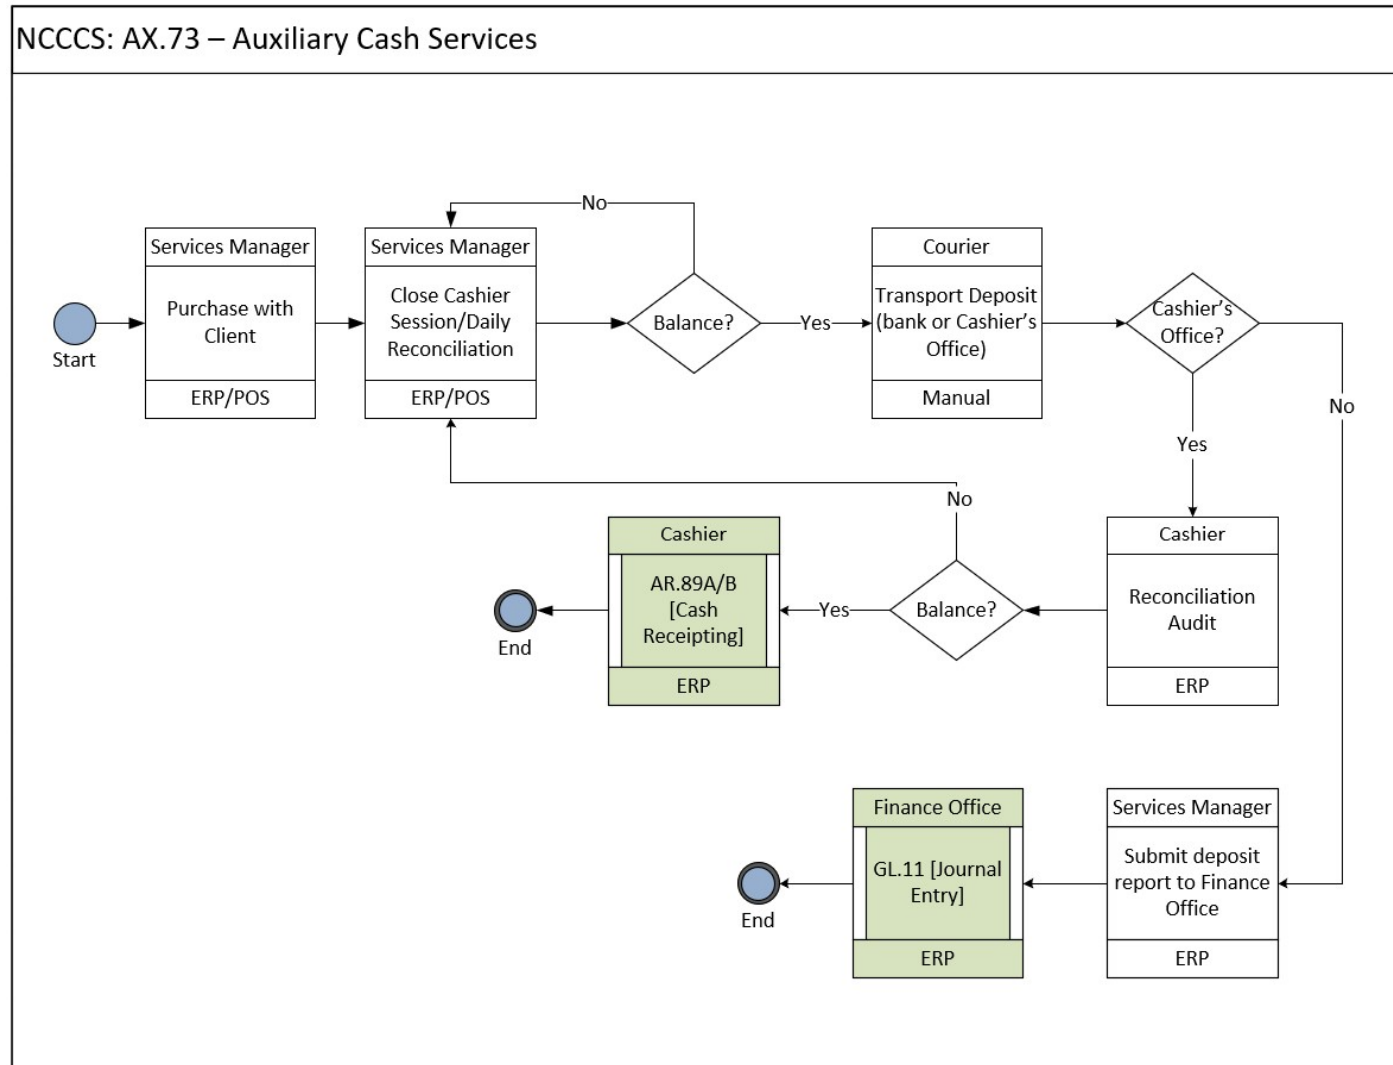 NCCCS: AX.73 – Auxiliary Cash Services
No
Services Manager
Purchase with
Client
ERP/POS
Services Manager
Close Cashier
Session/Daily
Reconciliation
ERP/POS
Balance?
Yes
Courier
Transport Deposit
(bank or Cashier's
Office)
Manual
Cashier's
Office?
Start
No
Yes
No
Cashier
AR.89A/B
[Cash
Receipting]
ERP
Yes
Balance?
Cashier
Reconciliation
Audit
ERP
End
Finance Office
GL.11 [Journal
Entry]
ERP
Services Manager
Submit deposit
report to Finance
Office
ERP
End